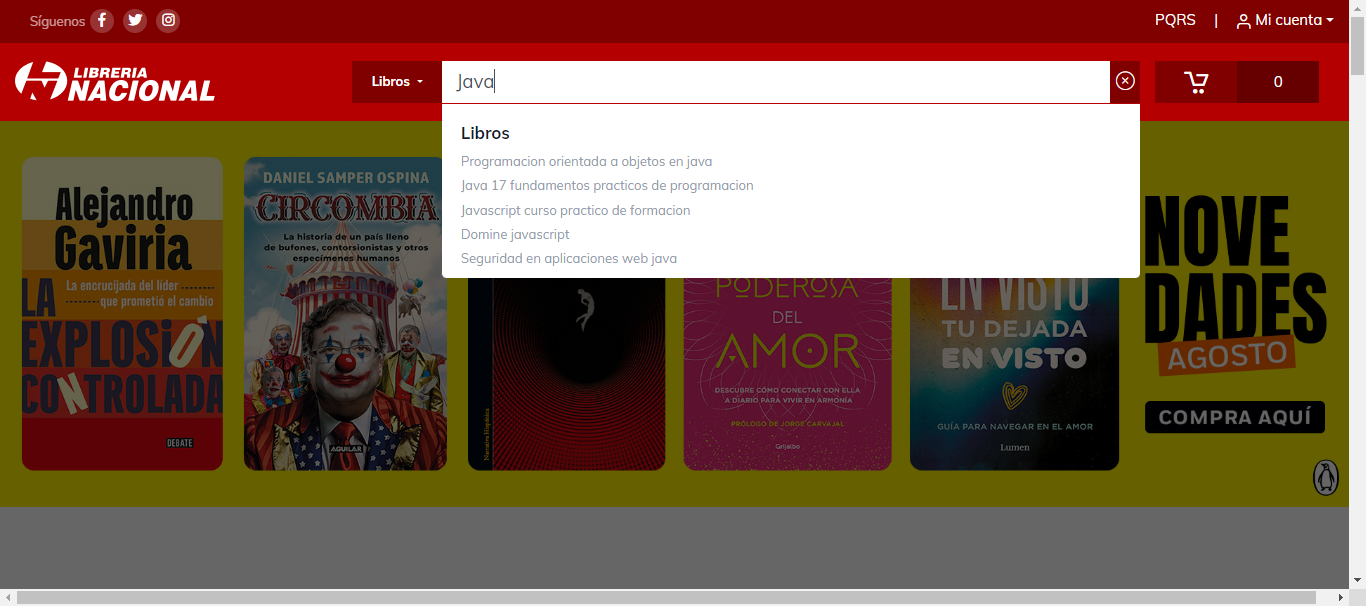 Síguenos
PQRS | Mi cuenta
LIBRERIA
NACIONAL
Libros
Java
0
Libros
Programacion orientada a objetos en java
Java 17 fundamentos practicos de programacion
Javascript curso practico de formacion
Domine javascript
Seguridad en aplicaciones web java
Alejandro
Gaviria
La encrucijada del líder
que prometió el cambio
LA
EXPLOSIÓN
CONTROLADA
DEBATE
DANIEL SAMPER OSPINA
CIRCOMBIA
La historia de un país lleno
de bufones, contorsionistas y otros
especímenes humanos
AGUILAR
Narrativa Hispánica
PODEROSA
DEL
AMOR
DESCUBRE CÓMO CONECTAR CON ELLA
A DIARIO PARA VIVIR EN ARMONÍA
PRÓLOGO DE JORGE CARVAJAL
Grijalbo
EN VISTO
TU DEJADA
EN VISTO
GUÍA PARA NAVEGAR EN EL AMOR
Lumen
NOVE
DADES
AGOSTO
COMPRA AQUÍ